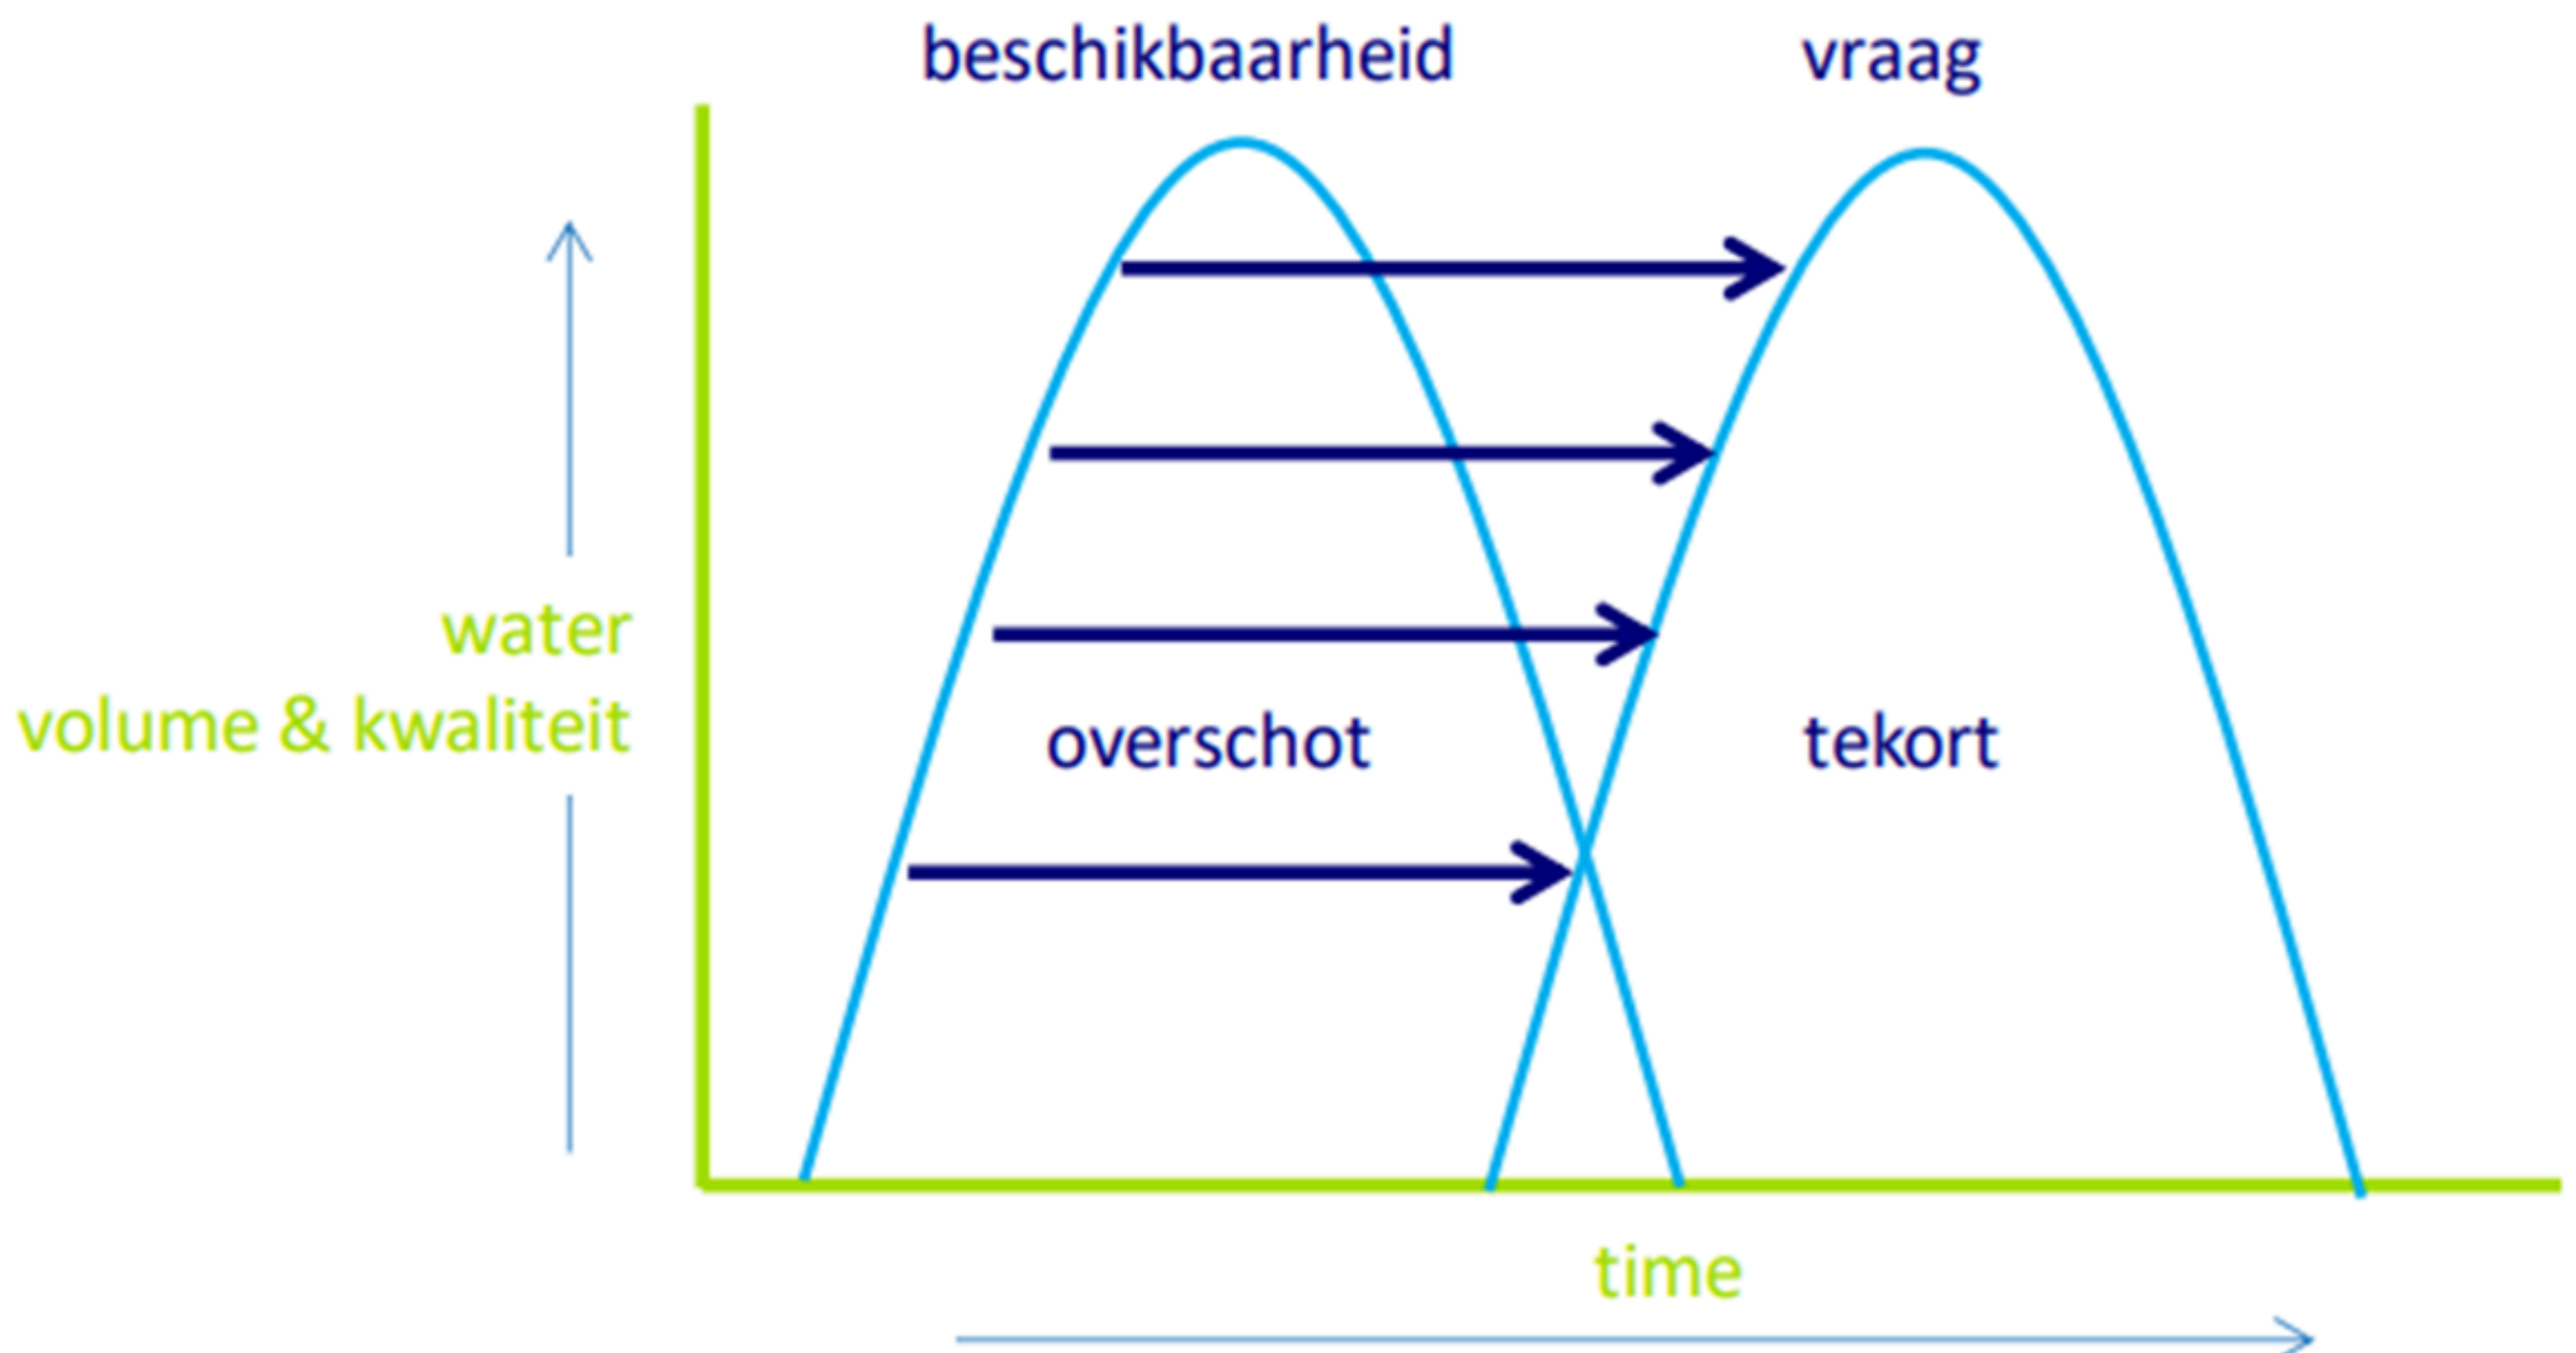 beschikbaarheid
vraag
water
volume & kwaliteit
overschot
tekort
time